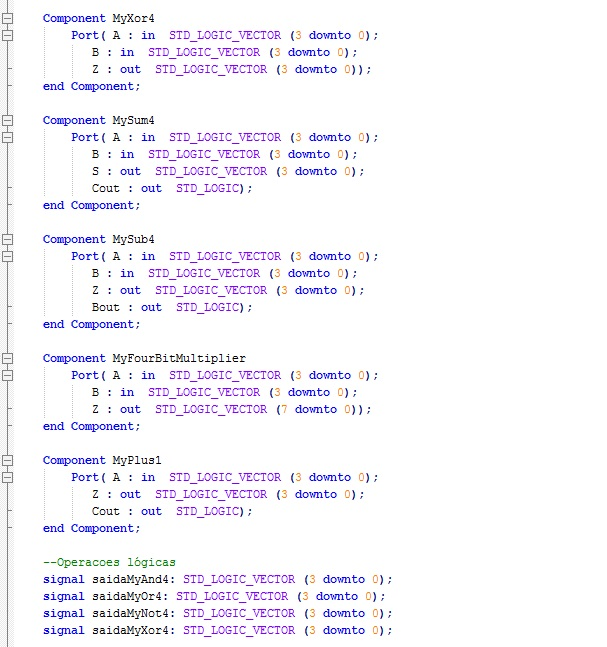 Component MyXor4
Port( A : in STD_LOGIC_VECTOR (3 downto 0);
B : in STD_LOGIC_VECTOR (3 downto 0);
Z : out STD_LOGIC_VECTOR (3 downto 0));
end Component;
Component MySum4
Port( A : in STD_LOGIC_VECTOR (3 downto 0);
B : in STD_LOGIC_VECTOR (3 downto 0);
S : out STD_LOGIC_VECTOR (3 downto 0);
Cout : out STD_LOGIC);
end Component;
Component MySub4
Port( A : in STD_LOGIC_VECTOR (3 downto 0);
B : in STD_LOGIC_VECTOR (3 downto 0);
Z : out STD_LOGIC_VECTOR (3 downto 0);
Bout : out STD_LOGIC);
end Component;
Component MyFourBitMultiplier
Port( A : in STD_LOGIC_VECTOR (3 downto 0);
B : in STD_LOGIC_VECTOR (3 downto 0);
Z : out STD_LOGIC_VECTOR (7 downto 0));
end Component;
Component MyPlus1
Port( A : in STD_LOGIC_VECTOR (3 downto 0);
Z : out STD_LOGIC_VECTOR (3 downto 0);
Cout : out STD_LOGIC);
end Component;
--Operacoes lógicas
signal saidaMyAnd4: STD_LOGIC_VECTOR (3 downto 0);
signal saidaMyOr4: STD_LOGIC_VECTOR (3 downto 0);
signal saidaMyNot4: STD_LOGIC_VECTOR (3 downto 0);
signal saidaMyXor4: STD_LOGIC_VECTOR (3 downto 0);